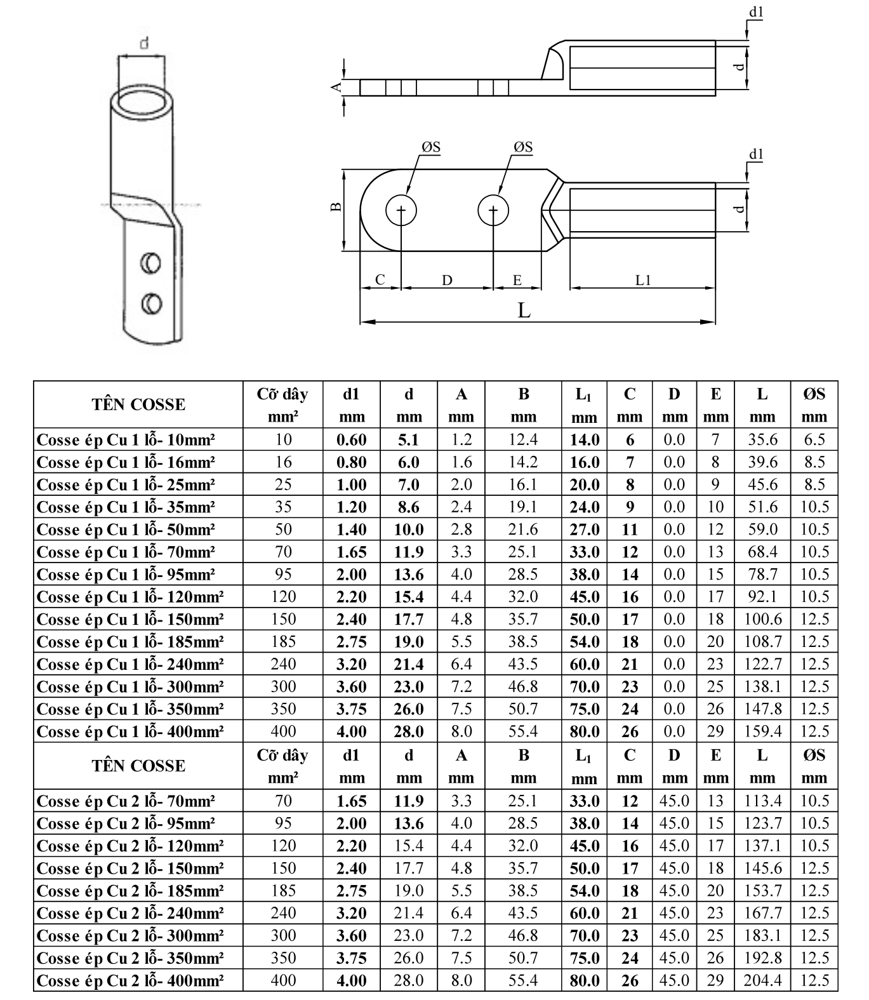 d
d1
A
d
ØS
ØS
d1
B
d
C
D
E
L1
L
TÊN COSSE Cỡ dây mm² d1 mm d mm A mm B mm L₁ mm C mm D mm E mm L mm ØS mm
Cosse ép Cu 1 lỗ- 10mm² 10 0.60 5.1 1.2 12.4 14.0 6 0.0 7 35.6 6.5
Cosse ép Cu 1 lỗ- 16mm² 16 0.80 6.0 1.6 14.2 16.0 7 0.0 8 39.6 8.5
Cosse ép Cu 1 lỗ- 25mm² 25 1.00 7.0 2.0 16.1 20.0 8 0.0 9 45.6 8.5
Cosse ép Cu 1 lỗ- 35mm² 35 1.20 8.6 2.4 19.1 24.0 9 0.0 10 51.6 10.5
Cosse ép Cu 1 lỗ- 50mm² 50 1.40 10.0 2.8 21.6 27.0 11 0.0 12 59.0 10.5
Cosse ép Cu 1 lỗ- 70mm² 70 1.65 11.9 3.3 25.1 33.0 12 0.0 13 68.4 10.5
Cosse ép Cu 1 lỗ- 95mm² 95 2.00 13.6 4.0 28.5 38.0 14 0.0 15 78.7 10.5
Cosse ép Cu 1 lỗ- 120mm² 120 2.20 15.4 4.4 32.0 45.0 16 0.0 17 92.1 10.5
Cosse ép Cu 1 lỗ- 150mm² 150 2.40 17.7 4.8 35.7 50.0 17 0.0 18 100.6 12.5
Cosse ép Cu 1 lỗ- 185mm² 185 2.75 19.0 5.5 38.5 54.0 18 0.0 20 108.7 12.5
Cosse ép Cu 1 lỗ- 240mm² 240 3.20 21.4 6.4 43.5 60.0 21 0.0 23 122.7 12.5
Cosse ép Cu 1 lỗ- 300mm² 300 3.60 23.0 7.2 46.8 70.0 23 0.0 25 138.1 12.5
Cosse ép Cu 1 lỗ- 350mm² 350 3.75 26.0 7.5 50.7 75.0 24 0.0 26 147.8 12.5
Cosse ép Cu 1 lỗ- 400mm² 400 4.00 28.0 8.0 55.4 80.0 26 0.0 29 159.4 12.5
TÊN COSSE Cỡ dây mm² d1 mm d mm A mm B mm L₁ mm C mm D mm E mm L mm ØS mm
Cosse ép Cu 2 lỗ- 70mm² 70 1.65 11.9 3.3 25.1 33.0 12 45.0 13 113.4 10.5
Cosse ép Cu 2 lỗ- 95mm² 95 2.00 13.6 4.0 28.5 38.0 14 45.0 15 123.7 10.5
Cosse ép Cu 2 lỗ- 120mm² 120 2.20 15.4 4.4 32.0 45.0 16 45.0 17 137.1 10.5
Cosse ép Cu 2 lỗ- 150mm² 150 2.40 17.7 4.8 35.7 50.0 17 45.0 18 145.6 12.5
Cosse ép Cu 2 lỗ- 185mm² 185 2.75 19.0 5.5 38.5 54.0 18 45.0 20 153.7 12.5
Cosse ép Cu 2 lỗ- 240mm² 240 3.20 21.4 6.4 43.5 60.0 21 45.0 23 167.7 12.5
Cosse ép Cu 2 lỗ- 300mm² 300 3.60 23.0 7.2 46.8 70.0 23 45.0 25 183.1 12.5
Cosse ép Cu 2 lỗ- 350mm² 350 3.75 26.0 7.5 50.7 75.0 24 45.0 26 192.8 12.5
Cosse ép Cu 2 lỗ- 400mm² 400 4.00 28.0 8.0 55.4 80.0 26 45.0 29 204.4 12.5